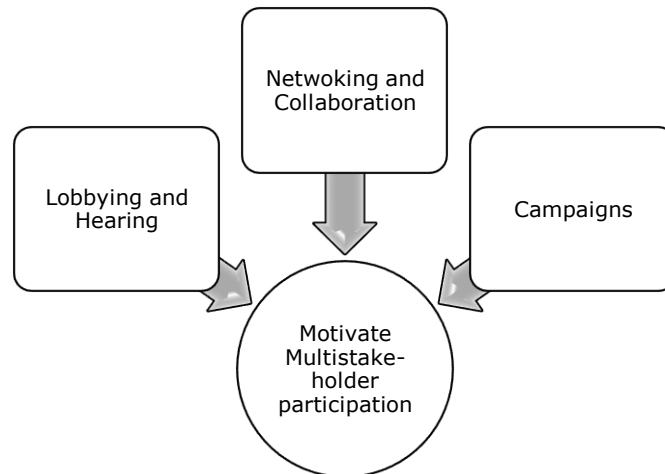 Netwoking and
Collaboration
Lobbying and
Hearing
Campaigns
Motivate
Multistake-
holder
participation